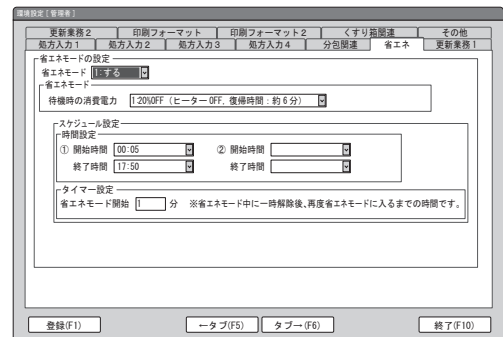 環境設定[管理者]
更新業務2 印刷フォーマット 印刷フォーマット2 くすり箱関連 その他
処方入力1 処方入力2 処方入力3 処方入力4 分包関連 省エネ 更新業務1
省エネモードの設定
省エネモード 1:する
省エネモード
待機時の消費電力 1:20%OFF(ヒーターOFF, 復帰時間：約6分)
スケジュール設定
時間設定
① 開始時間 00:05 ② 開始時間
終了時間 17:50 終了時間
タイマー設定
省エネモード開始 1 分 ※省エネモード中に一時解除後、再度省エネモードに入るまでの時間です。
登録(F1) ←タブ(F5) タブ→(F6) 終了(F10)